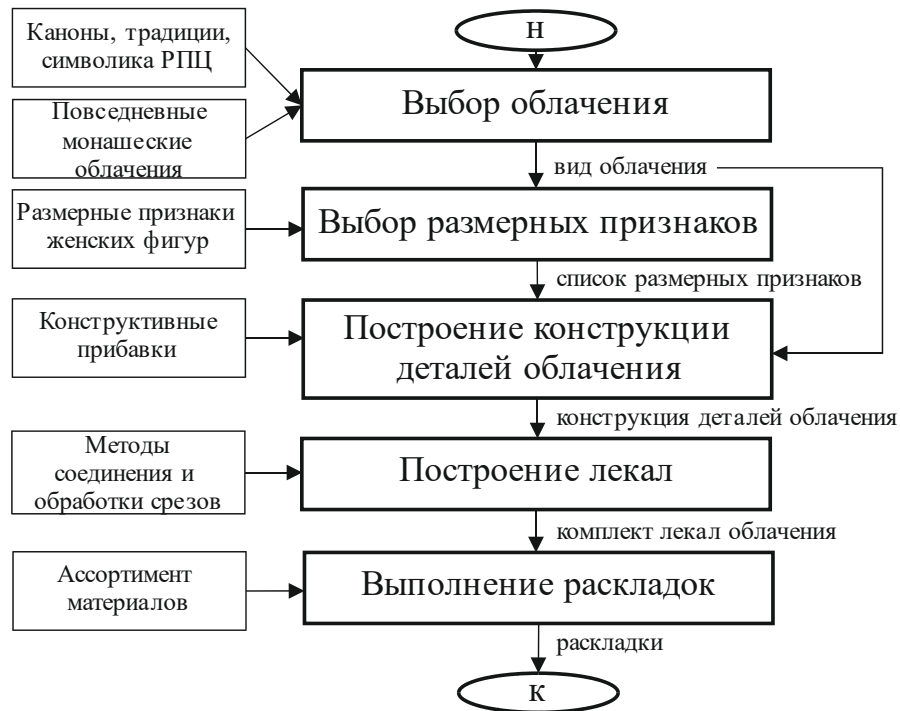 Каноны, традиции,
символика РПЦ
н
Выбор облачения
Повседневные
монашеские
облачения
вид облачения
Размерные признаки
женских фигур
Выбор размерных признаков
список размерных признаков
Конструктивные
прибавки
Построение конструкции
деталей облачения
конструкция деталей облачения
Методы
соединения и
обработки срезов
Построение лекал
комплект лекал облачения
Ассортимент
материалов
Выполнение раскладок
раскладки
к